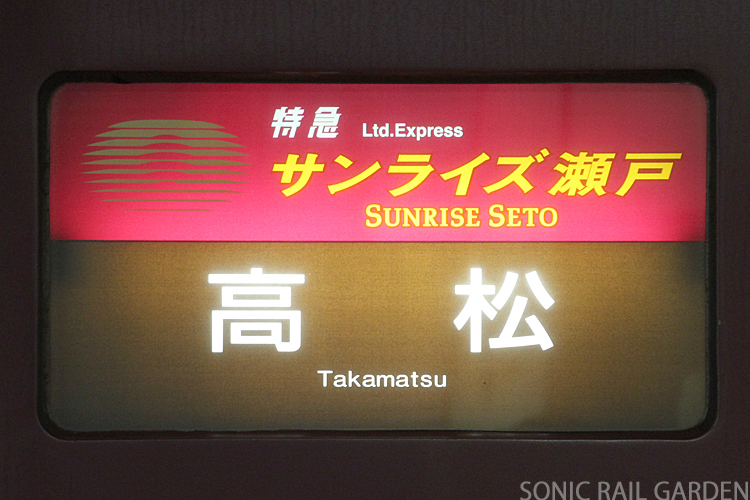 特急 Ltd.Express
サンライズ瀬戸
SUNRISE SETO
高松
Takamatsu
SONIC RAIL GARDEN